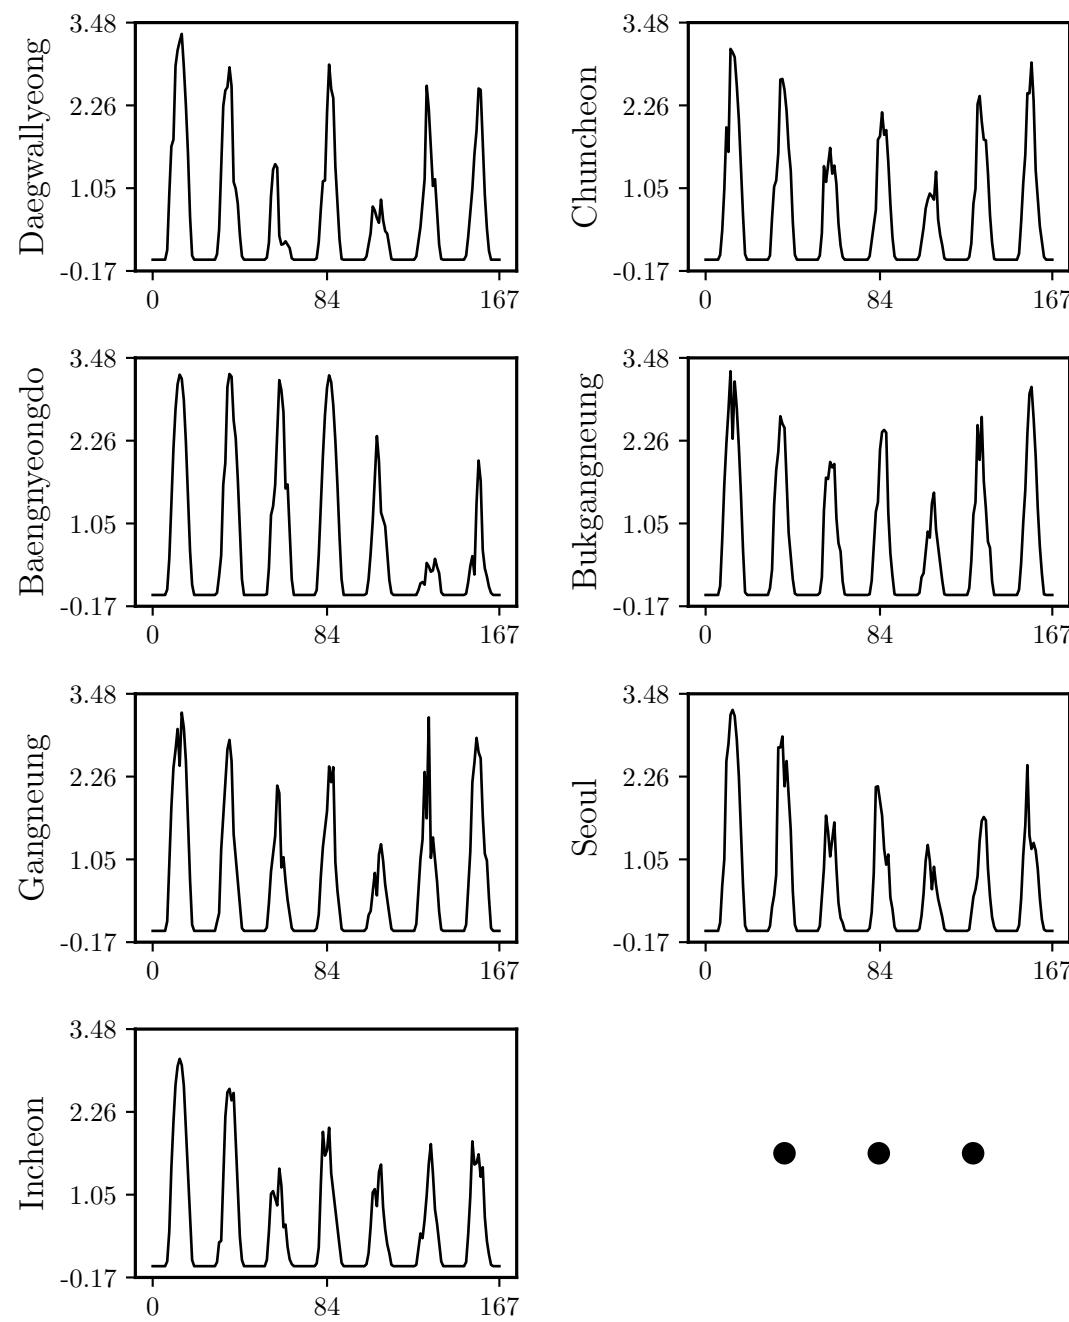 Daegwallyeong
3.48
2.26
1.05
-0.17
0 84 167
Chuncheon
3.48
2.26
1.05
-0.17
0 84 167
Baengnyeongdo
3.48
2.26
1.05
-0.17
0 84 167
Bukgangneung
3.48
2.26
1.05
-0.17
0 84 167
Gangneung
3.48
2.26
1.05
-0.17
0 84 167
Seoul
3.48
2.26
1.05
-0.17
0 84 167
Incheon
3.48
2.26
1.05
-0.17
0 84 167